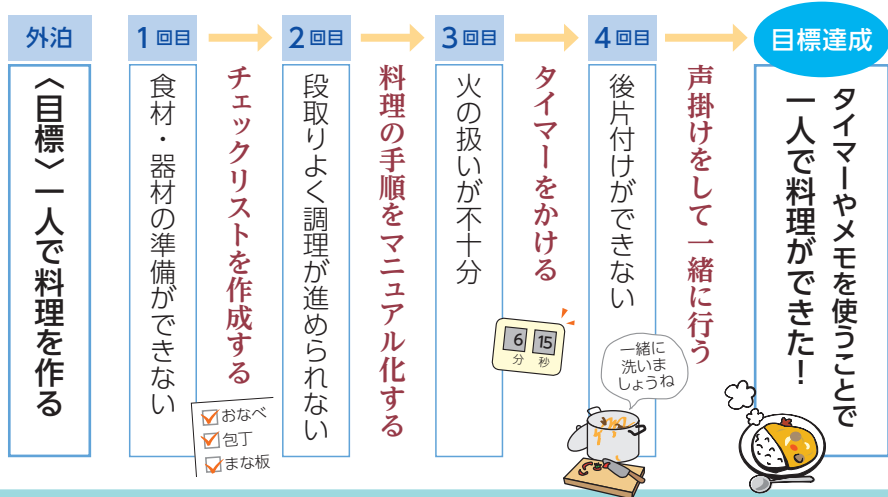 外泊
〈目標〉一人で料理を作る
1回目
食材・器材の準備ができない
チェックリストを作成する
おなべ
包丁
まな板
2回目
段取りよく調理が進められない
料理の手順をマニュアル化する
3回目
火の扱いが不十分
タイマーをかける
6 15
分 秒
4回目
後片付けができない
声掛けをして一緒に行う
一緒に
洗いま
しょうね
目標達成
タイマーやメモを使うことで
一人で料理ができた！